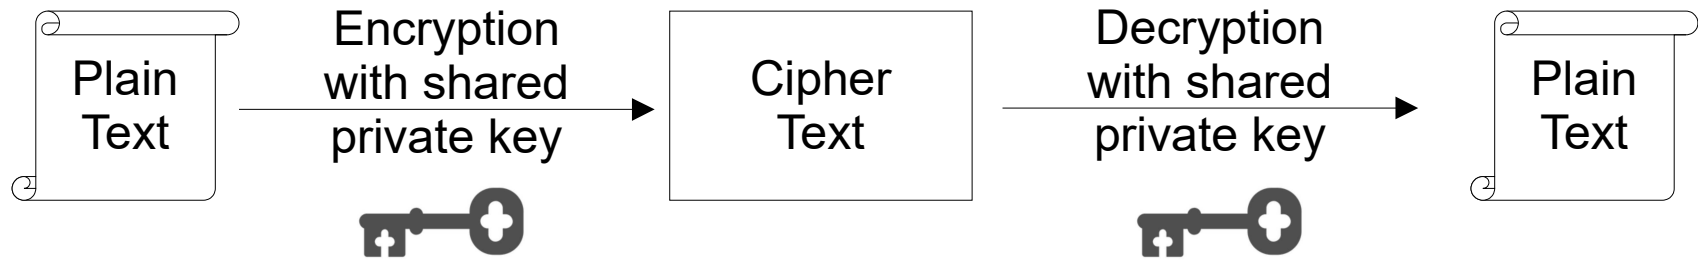 Plain
Text
Encryption
with shared
private key
Cipher
Text
Decryption
with shared
private key
Plain
Text